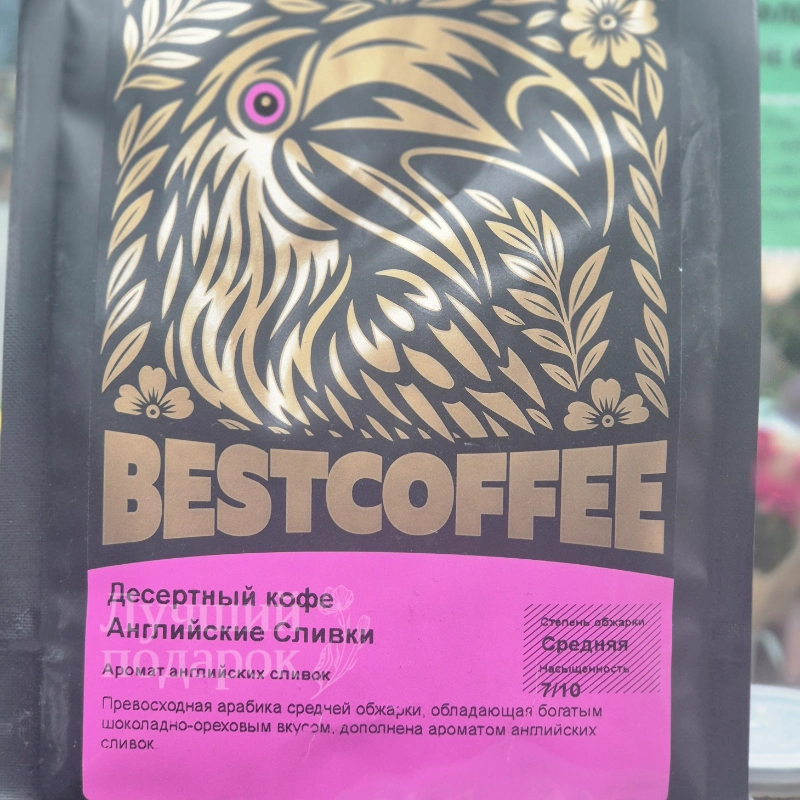 BESTCOFFEE
Десертный кофе
Английские Сливки
Лучший
подарок
Аромат английских сливок
Степень обжарки
Средняя
Насыщенность
7/10
Превосходная арабика средней обжарки, обладающая богатым
шоколадно-ореховым вкусом, дополнена ароматом английских
сливок.